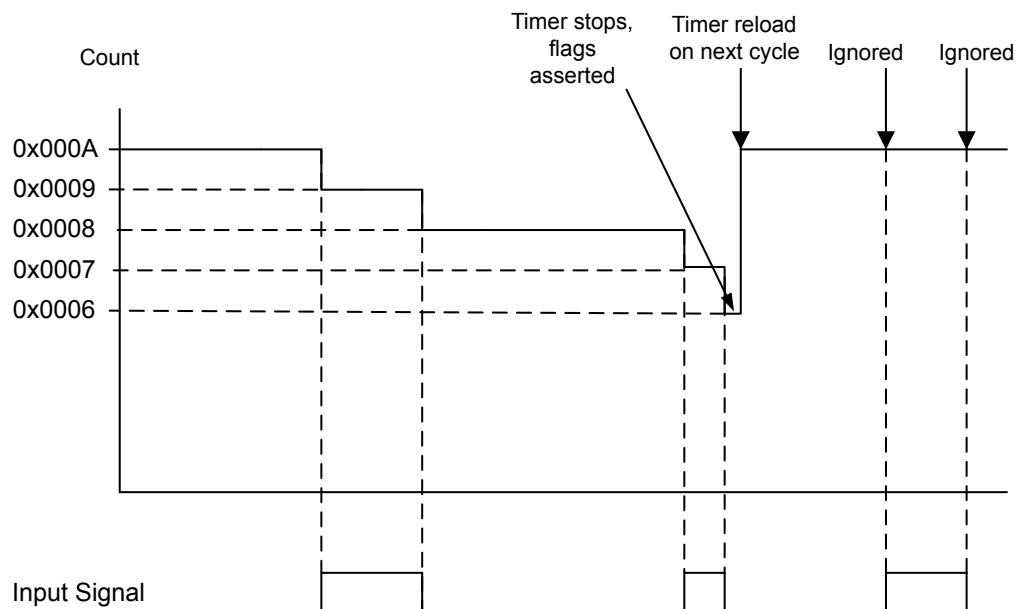 Timer stops,
flags
asserted
Timer reload
on next cycle
Ignored
Ignored
Count
0x000A
0x0009
0x0008
0x0007
0x0006
Input Signal